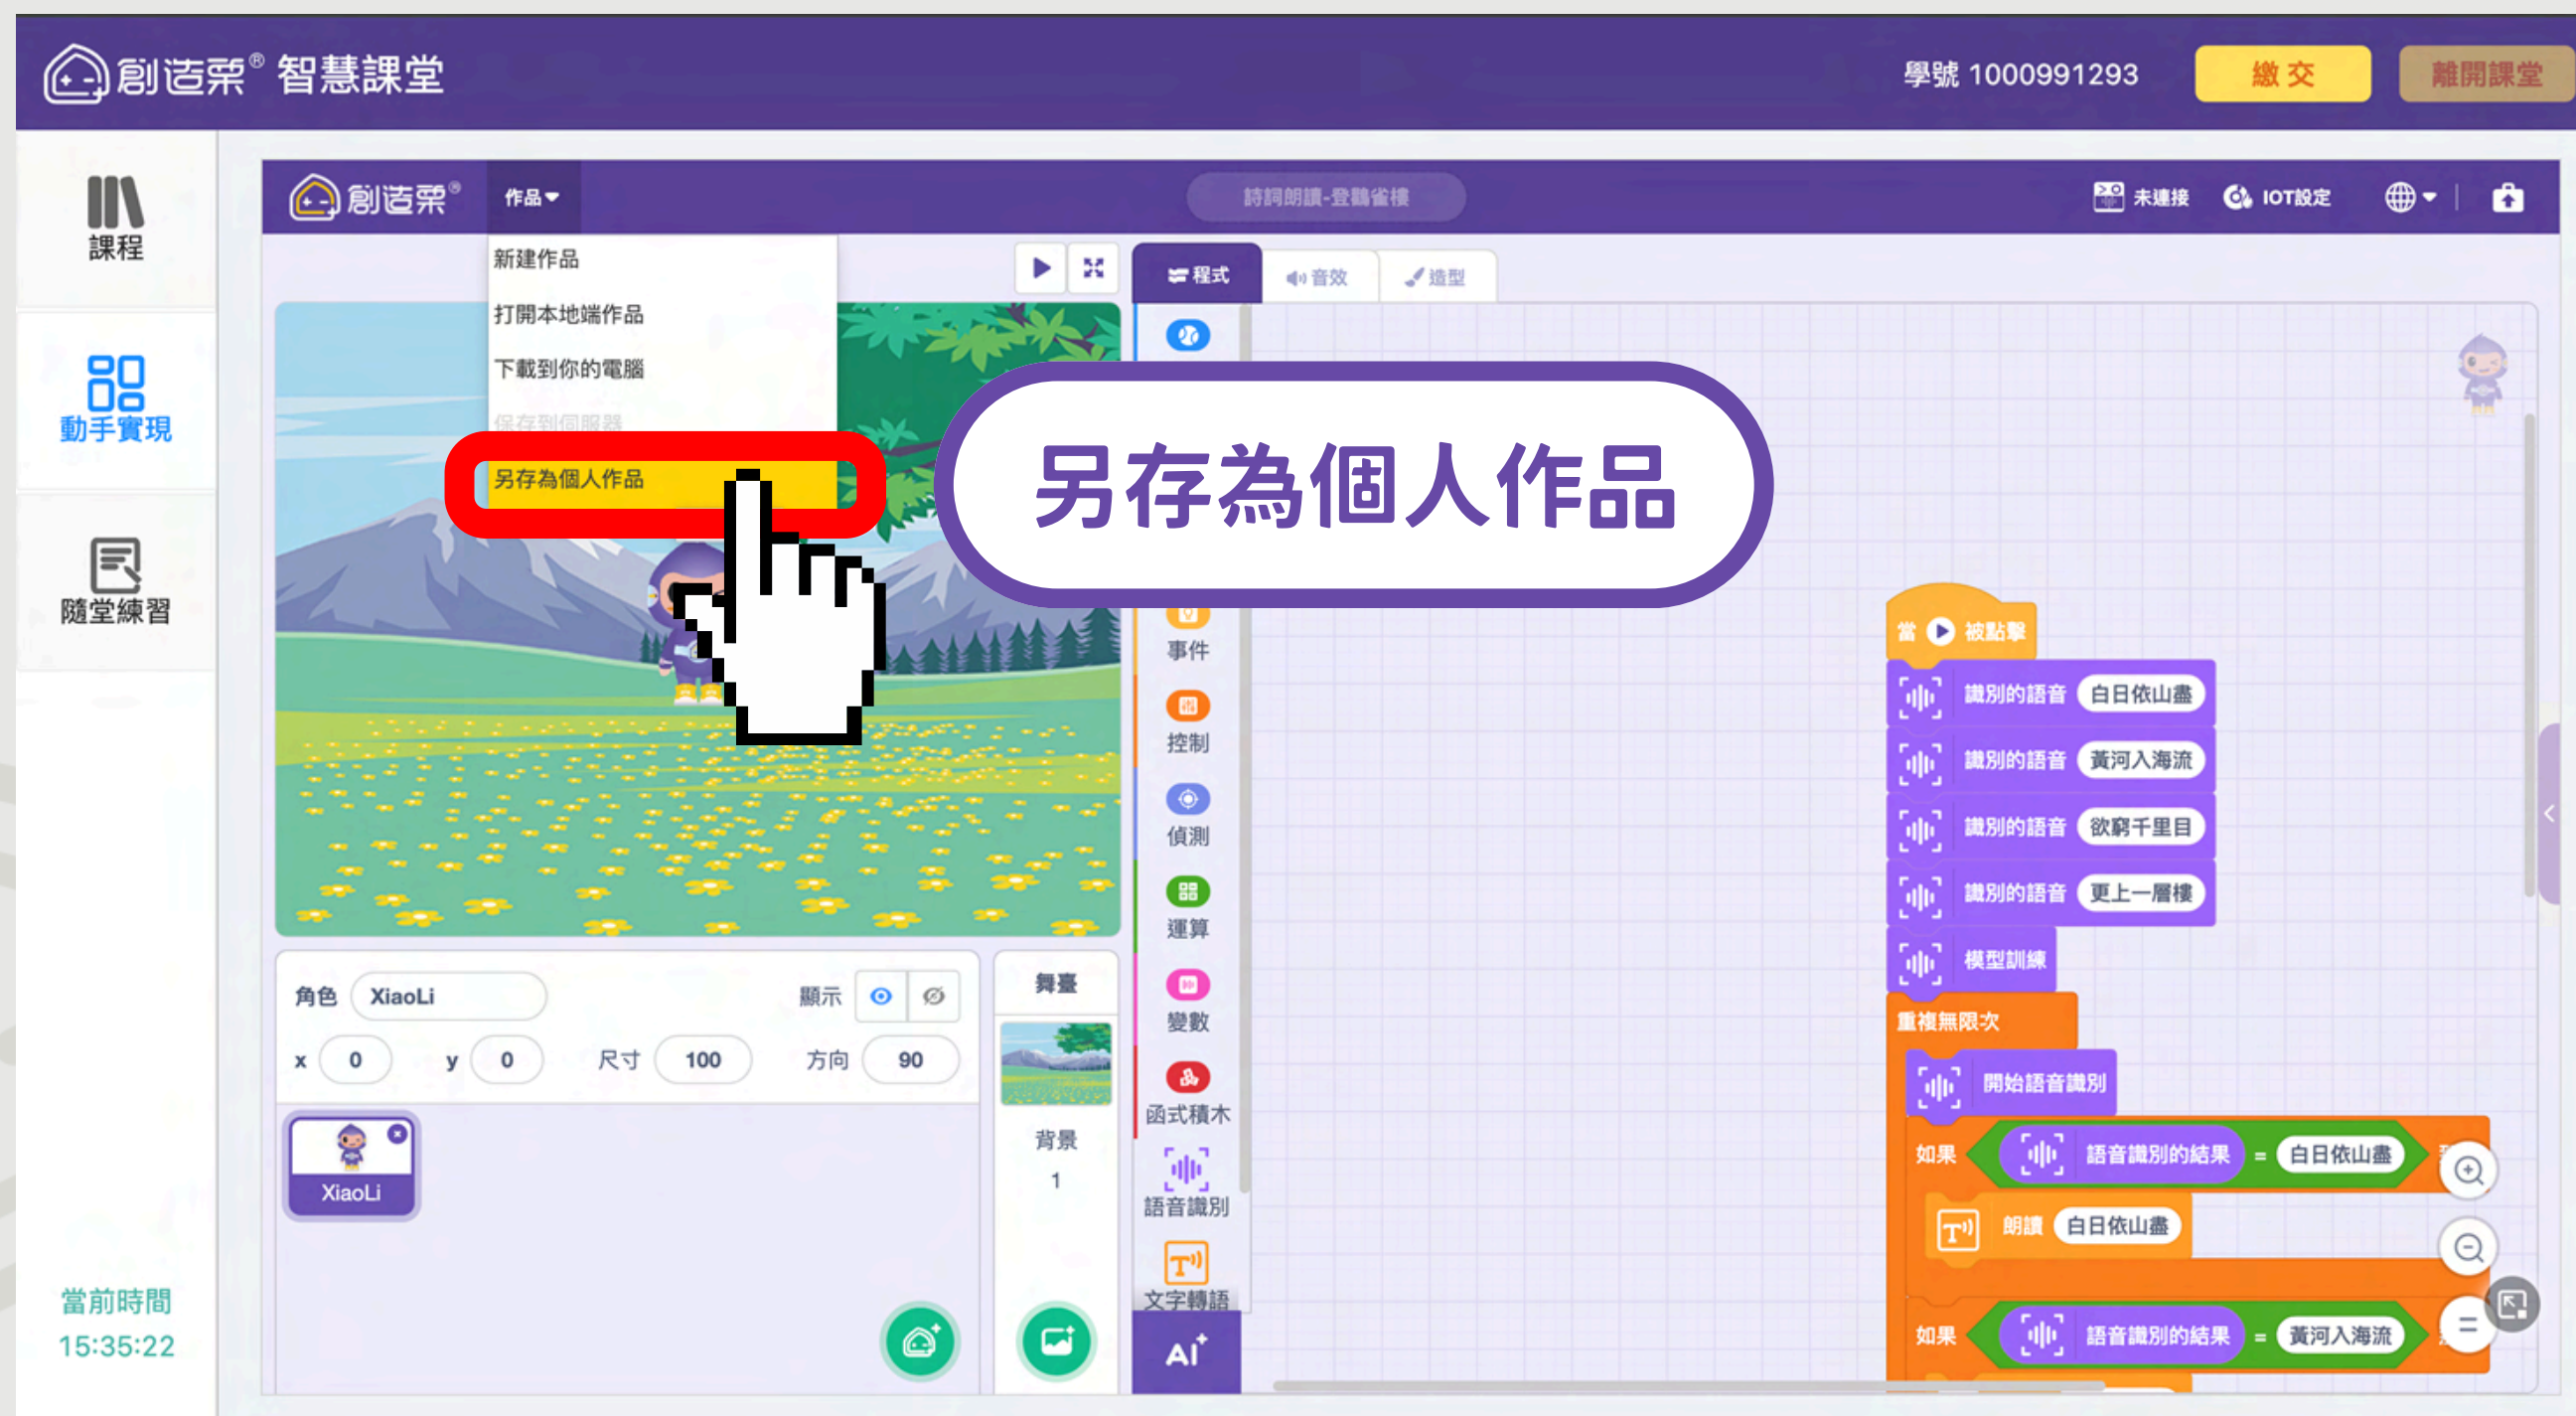 創造栗® 智慧課堂
學號 1000991293
繳交
離開課堂
課程
動手實現
隨堂練習
當前時間
15:35:22
創造栗®
作品
詩詞朗讀-登鸛雀樓
未連接
IOT設定
新建作品
打開本地端作品
下載到你的電腦
保存到伺服器
另存為個人作品
另存為個人作品
程式
音效
造型
事件
控制
偵測
運算
變數
函式積木
語音識別
文字轉語
AI+
當 被點擊
識別的語音 白日依山盡
識別的語音 黃河入海流
識別的語音 欲窮千里目
識別的語音 更上一層樓
模型訓練
重複無限次
開始語音識別
如果 語音識別的結果 = 白日依山盡
朗讀 白日依山盡
如果 語音識別的結果 = 黃河入海流
角色 XiaoLi
顯示
x 0 y 0 尺寸 100 方向 90
XiaoLi
舞臺
背景
1